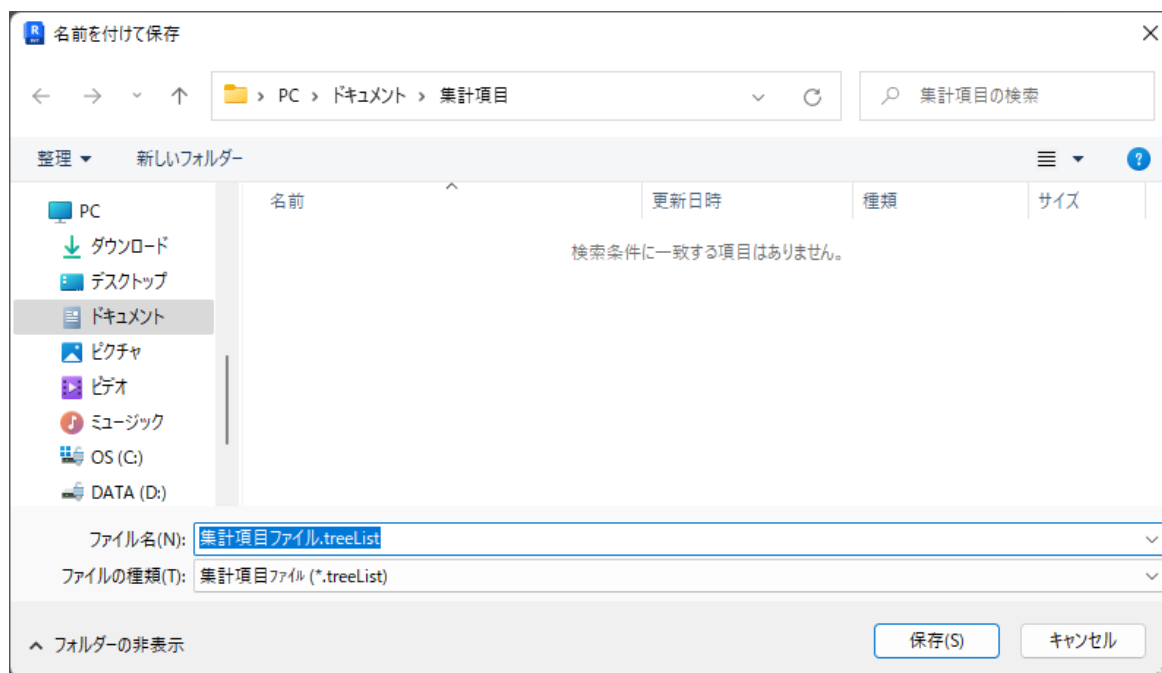 名前を付けて保存
PC › ドキュメント › 集計項目
集計項目の検索
整理
新しいフォルダー
名前
更新日時
種類
サイズ
検索条件に一致する項目はありません。
PC
ダウンロード
デスクトップ
ドキュメント
ピクチャ
ビデオ
ミュージック
OS (C:)
DATA (D:)
ファイル名(N): 集計項目ファイル.treeList
ファイルの種類(T): 集計項目ﾌｧｲﾙ (*.treeList)
フォルダーの非表示
保存(S)
キャンセル